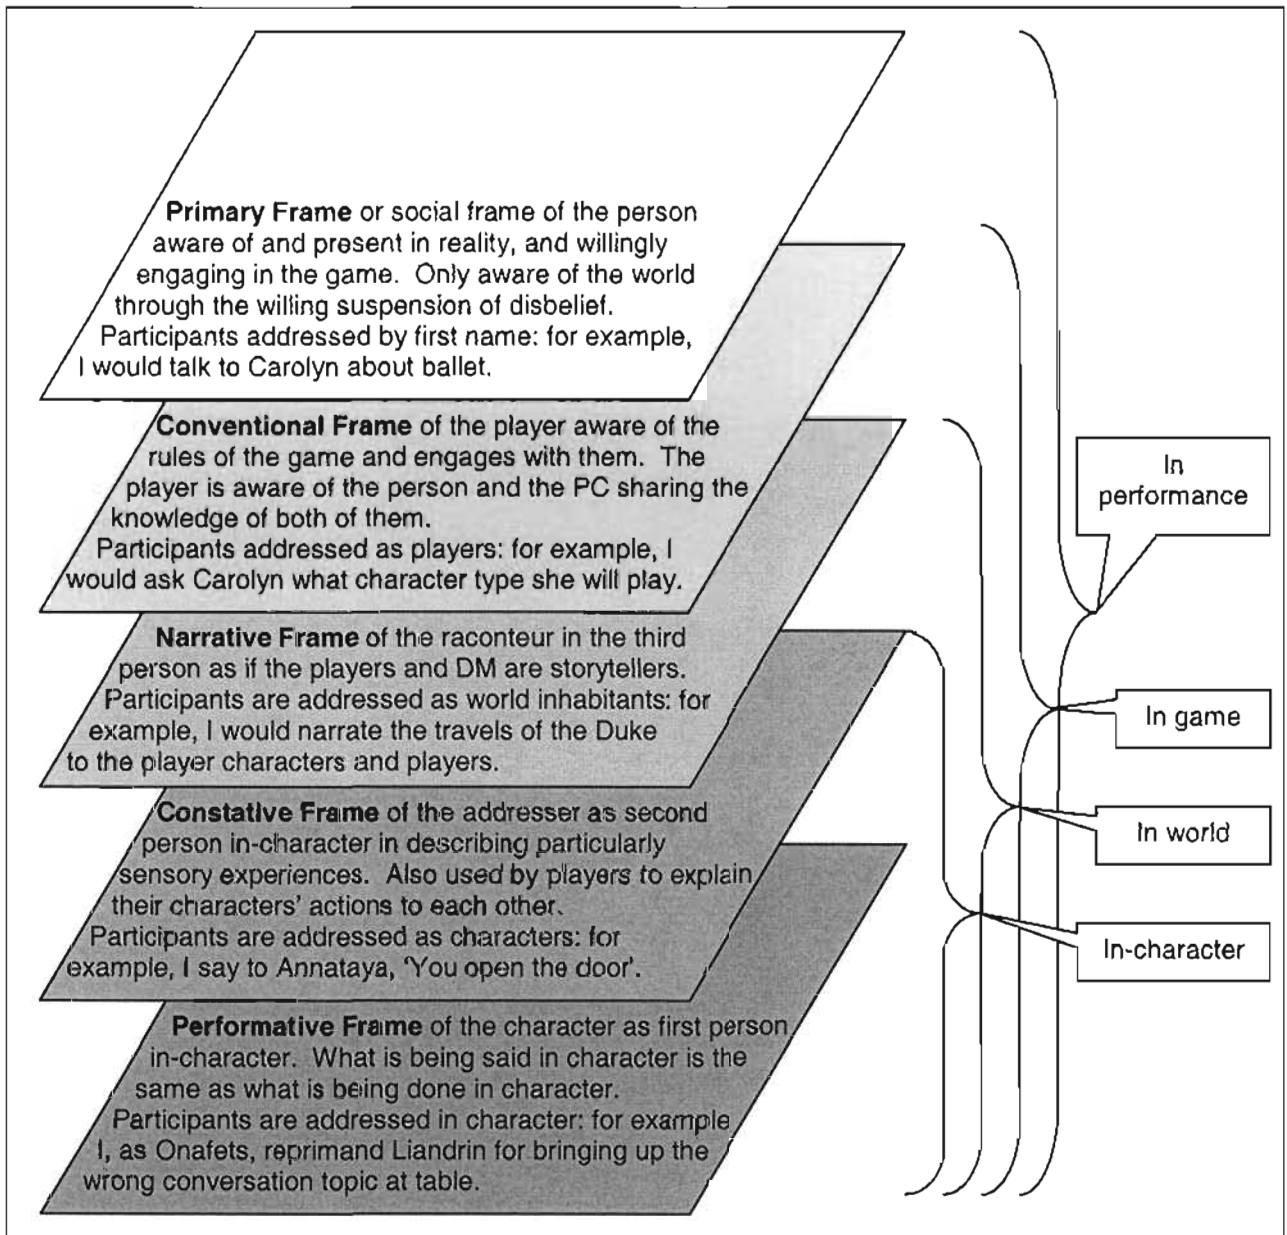 Primary Frame or social frame of the person
aware of and present in reality, and willingly
engaging in the game. Only aware of the world
through the willing suspension of disbelief.
Participants addressed by first name: for example,
I would talk to Carolyn about ballet.
Conventional Frame of the player aware of the
rules of the game and engages with them. The
player is aware of the person and the PC sharing the
knowledge of both of them.
Participants addressed as players: for example, I
would ask Carolyn what character type she will play.
Narrative Frame of the raconteur in the third
person as if the players and DM are storytellers.
Participants are addressed as world inhabitants: for
example, I would narrate the travels of the Duke
to the player characters and players.
Constative Frame of the addresser as second
person in-character in describing particularly
sensory experiences. Also used by players to explain
their characters' actions to each other.
Participants are addressed as characters: for
example, I say to Annataya, 'You open the door'.
Performative Frame of the character as first person
in-character. What is being said in character is the
same as what is being done in character.
Participants are addressed in character: for example
I, as Onafets, reprimand Liandrin for bringing up the
wrong conversation topic at table.
In
performance
In game
In world
In-character